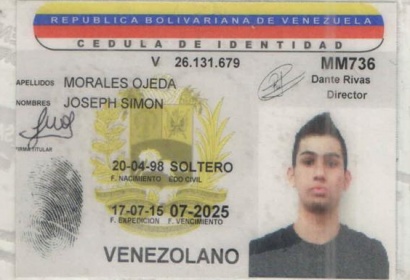 REPUBLICA BOLIVARIANA DE VENEZUELA
CEDULA DE IDENTIDAD
V 26.131.679
MM736
Dante Rivas
Director
APELLIDOS MORALES OJEDA
NOMBRES JOSEPH SIMON
FIRMA TITULAR
20-04-98 SOLTERO
F. NACIMIENTO EDO CIVIL
17-07-15 07-2025
F. EXPEDICION F. VENCIMIENTO
VENEZOLANO